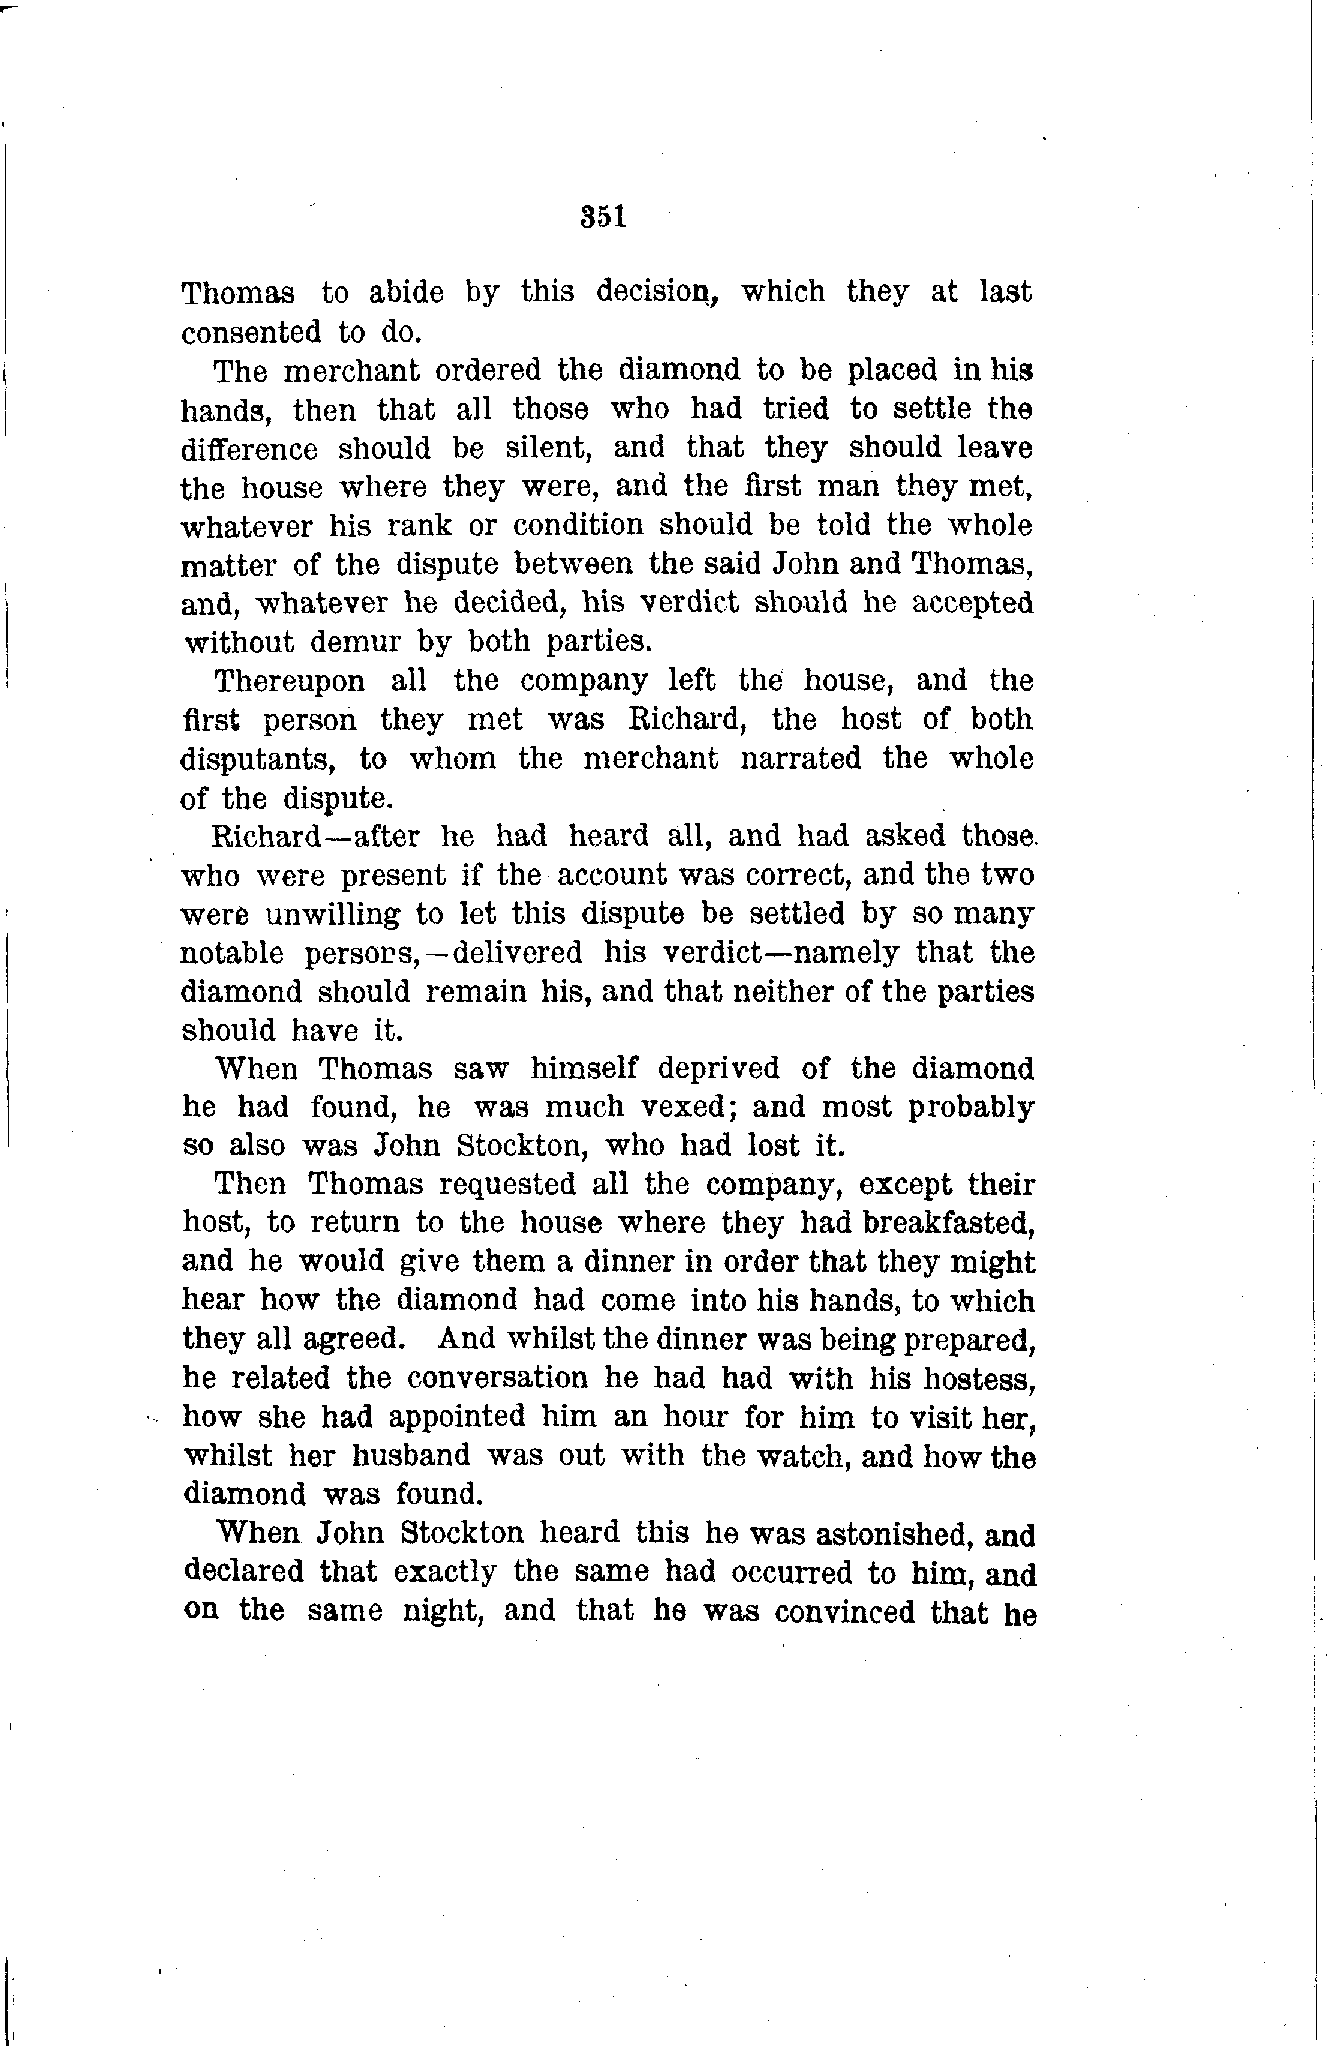 351
Thomas to abide by this decision, which they at last
consented to do.
The merchant ordered the diamond to be placed in his
hands, then that all those who had tried to settle the
difference should be silent, and that they should leave
the house where they were, and the first man they met,
whatever his rank or condition should be told the whole
matter of the dispute between the said John and Thomas,
and, whatever he decided, his verdict should he accepted
without demur by both parties.
Thereupon all the company left the house, and the
first person they met was Richard, the host of both
disputants, to whom the merchant narrated the whole
of the dispute.
Richard—after he had heard all, and had asked those
who were present if the account was correct, and the two
were unwilling to let this dispute be settled by so many
notable persons,—delivered his verdict—namely that the
diamond should remain his, and that neither of the parties
should have it.
When Thomas saw himself deprived of the diamond
he had found, he was much vexed; and most probably
so also was John Stockton, who had lost it.
Then Thomas requested all the company, except their
host, to return to the house where they had breakfasted,
and he would give them a dinner in order that they might
hear how the diamond had come into his hands, to which
they all agreed. And whilst the dinner was being prepared,
he related the conversation he had had with his hostess,
how she had appointed him an hour for him to visit her,
whilst her husband was out with the watch, and how the
diamond was found.
When John Stockton heard this he was astonished, and
declared that exactly the same had occurred to him, and
on the same night, and that he was convinced that he